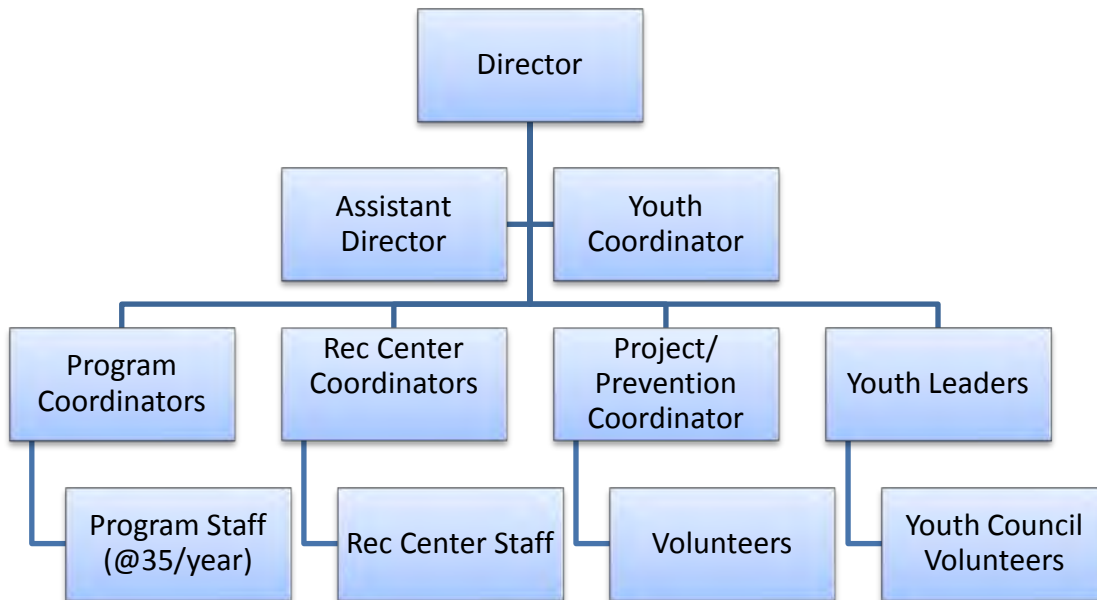 Director
Assistant
Director
Youth
Coordinator
Program
Coordinators
Rec Center
Coordinators
Project/
Prevention
Coordinator
Youth Leaders
Program Staff
(@35/year)
Rec Center Staff
Volunteers
Youth Council
Volunteers